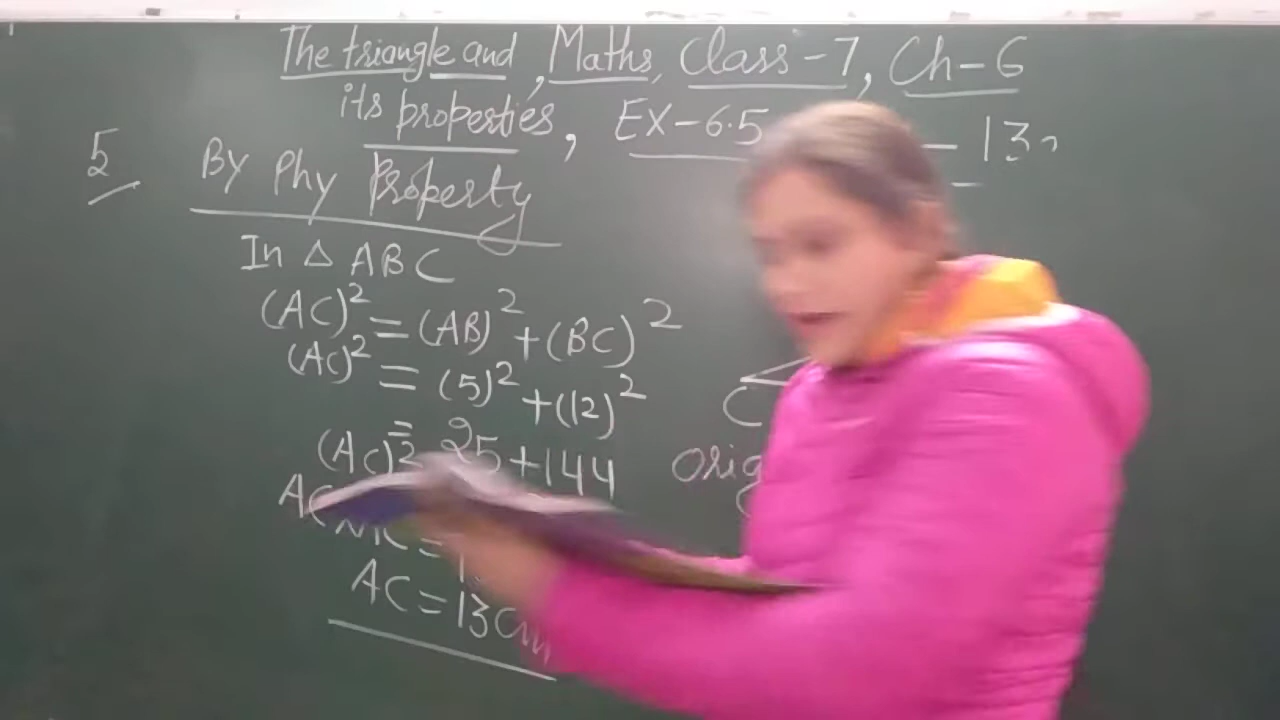 The triangle and, Maths, Class-7, Ch-6
its properties, EX-6.5
5 By Phy Property
In △ ABC
(AC)² = (AB)² + (BC)²
(AC)² = (5)² + (12)²
(AC)² = 25 + 144
AC = 13cm
C